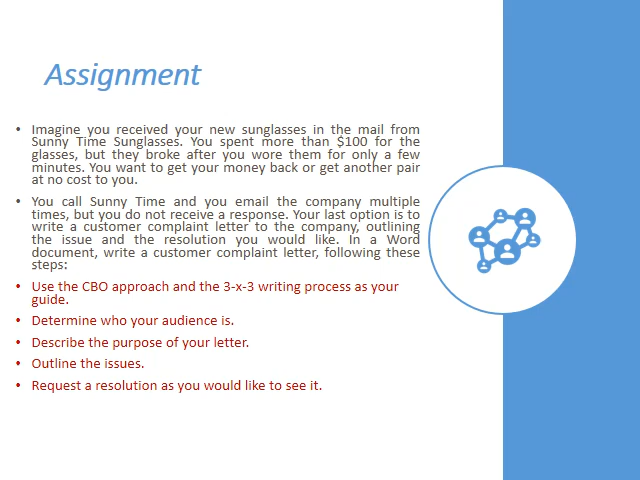 Assignment
• Imagine you received your new sunglasses in the mail from
Sunny Time Sunglasses. You spent more than $100 for the
glasses, but they broke after you wore them for only a few
minutes. You want to get your money back or get another pair
at no cost to you.
• You call Sunny Time and you email the company multiple
times, but you do not receive a response. Your last option is to
write a customer complaint letter to the company, outlining
the issue and the resolution you would like. In a Word
document, write a customer complaint letter, following these
steps:
• Use the CBO approach and the 3-x-3 writing process as your
guide.
• Determine who your audience is.
• Describe the purpose of your letter.
• Outline the issues.
• Request a resolution as you would like to see it.